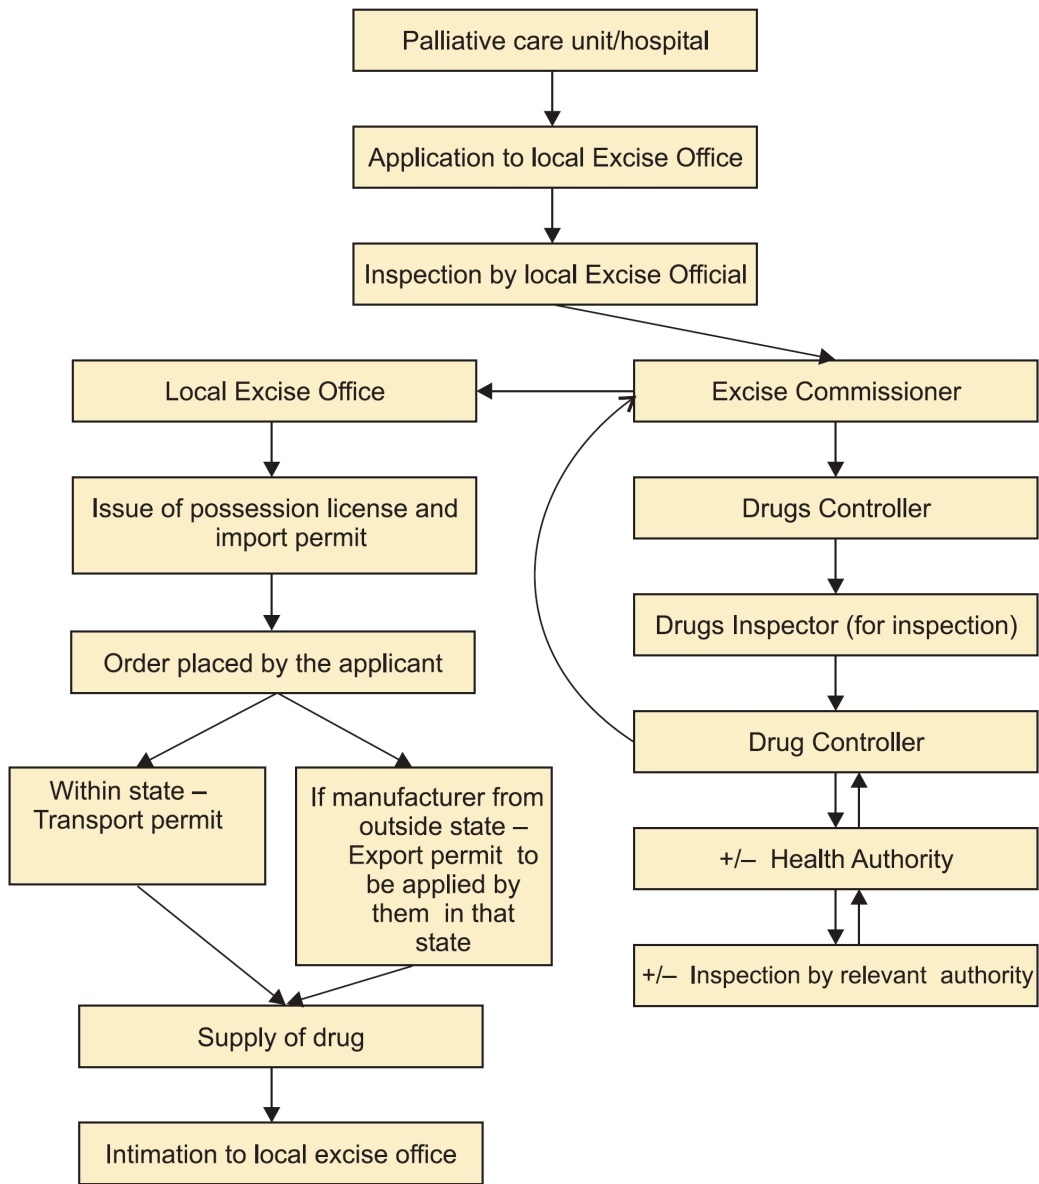 Palliative care unit/hospital
Application to local Excise Office
Inspection by local Excise Official
Local Excise Office
Excise Commissioner
Issue of possession license and
import permit
Drugs Controller
Order placed by the applicant
Drugs Inspector (for inspection)
Drug Controller
Within state –
Transport permit
If manufacturer from
outside state –
Export permit to
be applied by
them in that
state
+/– Health Authority
+/– Inspection by relevant authority
Supply of drug
Intimation to local excise office